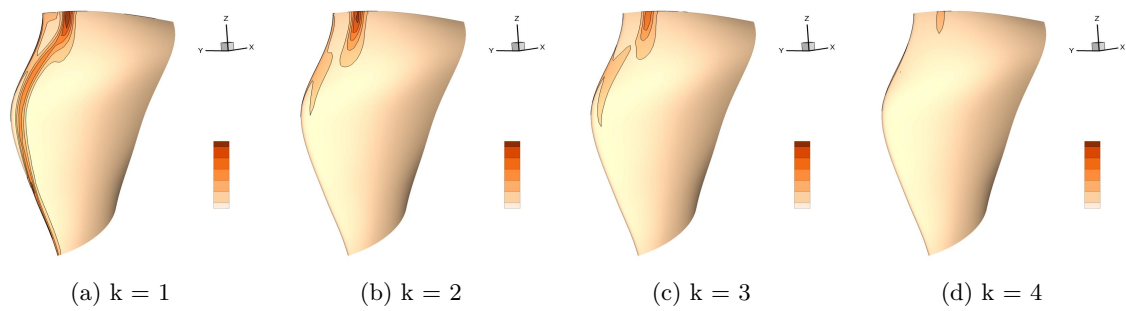 Z
Y X
Z
Y X
Z
Y X
Z
Y X
(a) k = 1
(b) k = 2
(c) k = 3
(d) k = 4